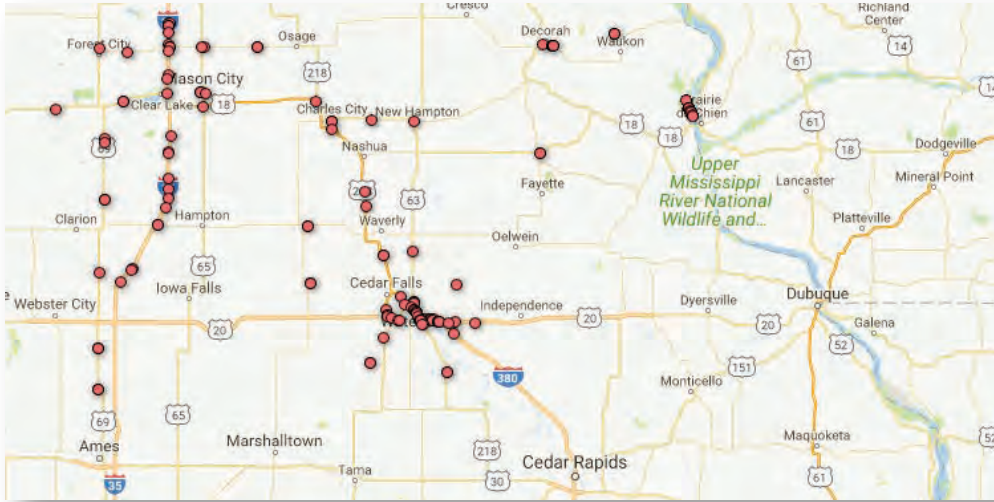 Cresco
Richland
Center
Forest City
Osage
Decorah
Waukon
14
61
218
61
Mason City
Clear Lake
18
Charles City
New Hampton
18
18
Prairie
du Chien
14
Nashua
18
Dodgeville
Upper
Mississippi
River National
Wildlife and...
Fayette
Lancaster
Mineral Point
63
Clarion
Hampton
Waverly
Platteville
Oelwein
65
Cedar Falls
Webster City
Iowa Falls
Independence
Dyersville
Dubuque
20
20
20
Galena
52
151
380
Monticello
69
65
Ames
Marshalltown
218
Maquoketa
52
Cedar Rapids
Tama
30
35
61